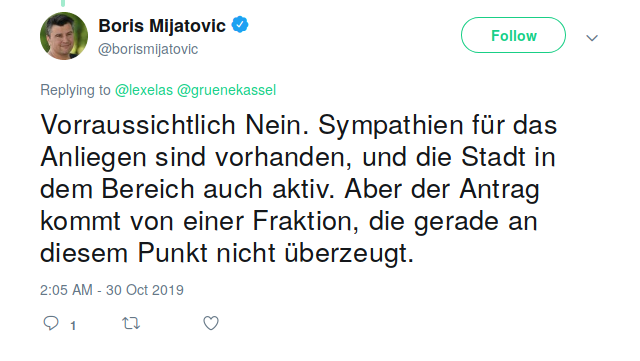 Boris Mijatovic
@borismijatovic
Follow
Replying to @lexelas @gruenekassel
Vorraussichtlich Nein. Sympathien für das
Anliegen sind vorhanden, und die Stadt in
dem Bereich auch aktiv. Aber der Antrag
kommt von einer Fraktion, die gerade an
diesem Punkt nicht überzeugt.
2:05 AM - 30 Oct 2019
1